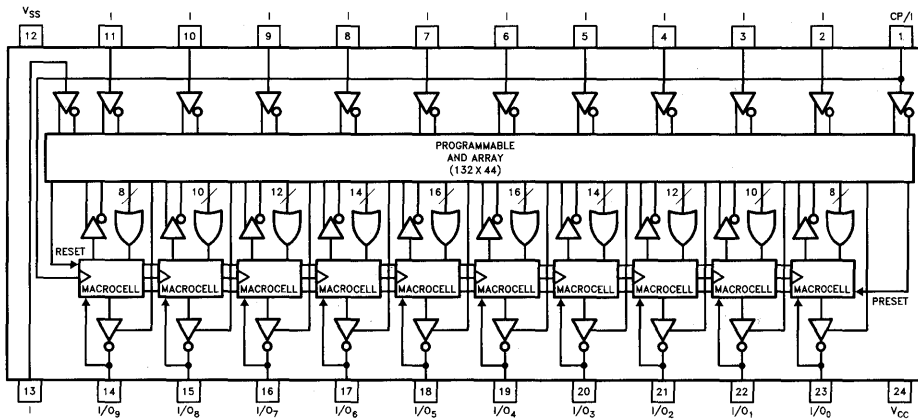 VSS I I I I I I I I I I CP/I
12 11 10 9 8 7 6 5 4 3 2 1
PROGRAMMABLE
AND ARRAY
(132 X 44)
8 10 12 14 16 16 14 12 10 8
RESET
MACROCELL MACROCELL MACROCELL MACROCELL MACROCELL MACROCELL MACROCELL MACROCELL MACROCELL MACROCELL
PRESET
13 14 15 16 17 18 19 20 21 22 23 24
I I/O9 I/O8 I/O7 I/O6 I/O5 I/O4 I/O3 I/O2 I/O1 I/O0 VCC